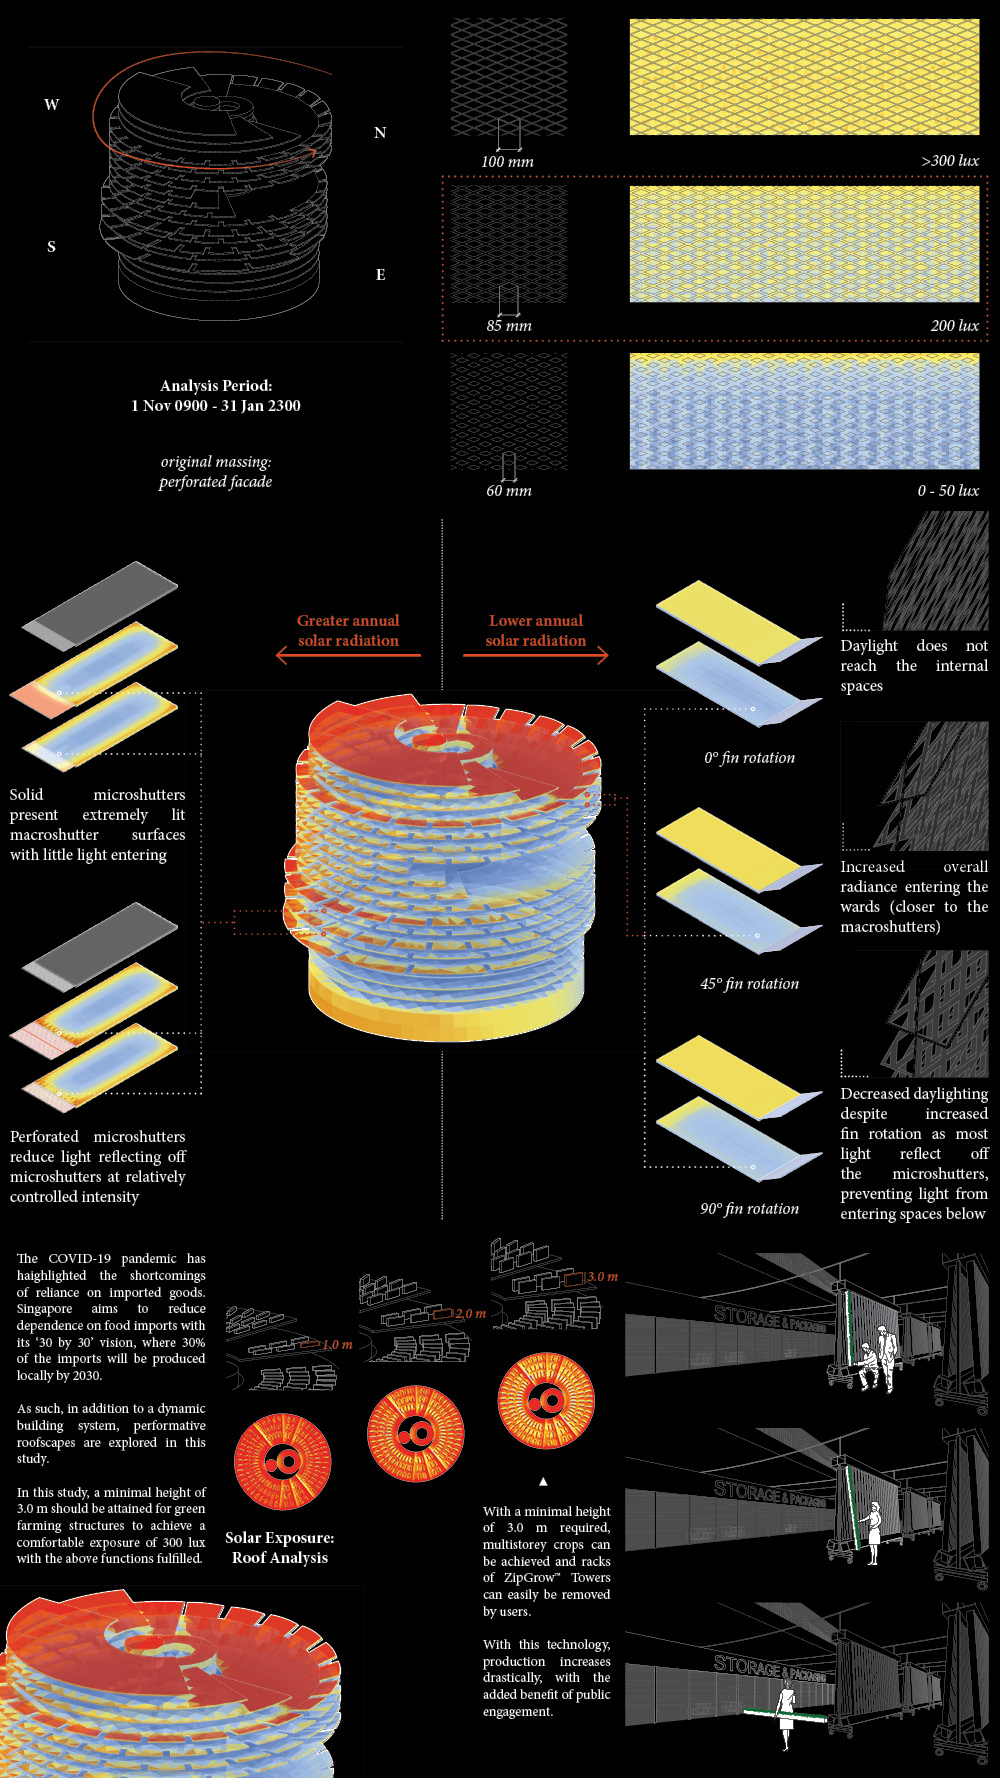 W
N
S
E
100 mm
>300 lux
85 mm
200 lux
60 mm
0 - 50 lux
Analysis Period:
1 Nov 0900 - 31 Jan 2300
original massing:
perforated facade
Greater annual
solar radiation
Lower annual
solar radiation
Solid microshutters
present extremely lit
macroshutter surfaces
with little light entering
Perforated microshutters
reduce light reflecting off
microshutters at relatively
controlled intensity
0° fin rotation
45° fin rotation
90° fin rotation
Daylight does not
reach the internal
spaces
Increased overall
radiance entering the
wards (closer to the
macroshutters)
Decreased daylighting
despite increased
fin rotation as most
light reflect off
the microshutters,
preventing light from
entering spaces below
The COVID-19 pandemic has
haighlighted the shortcomings
of reliance on imported goods.
Singapore aims to reduce
dependence on food imports with
its ‘30 by 30’ vision, where 30%
of the imports will be produced
locally by 2030.
As such, in addition to a dynamic
building system, performative
roofscapes are explored in this
study.
In this study, a minimal height of
3.0 m should be attained for green
farming structures to achieve a
comfortable exposure of 300 lux
with the above functions fulfilled.
1.0 m
2.0 m
3.0 m
Solar Exposure:
Roof Analysis
With a minimal height
of 3.0 m required,
multistorey crops can
be achieved and racks
of ZipGrow™ Towers
can easily be removed
by users.
With this technology,
production increases
drastically, with the
added benefit of public
engagement.
STORAGE & PACKAGING
STORAGE & PACKAGING
STORAGE & PACKAGING